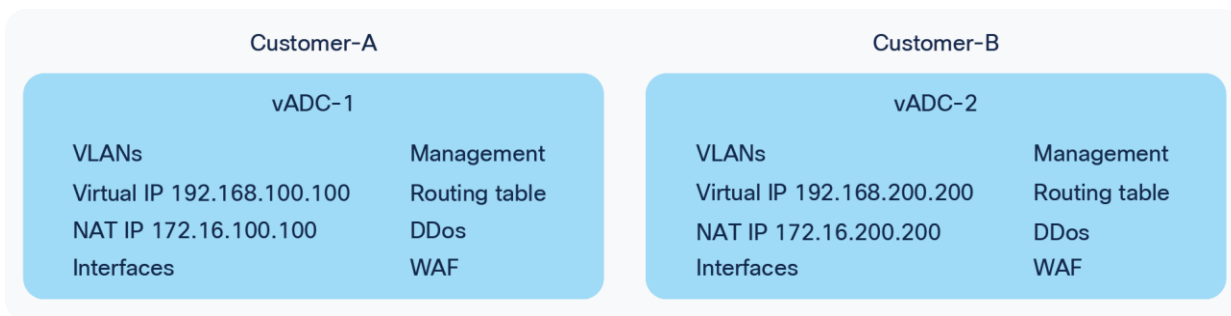 Customer-A
vADC-1
VLANs
Virtual IP 192.168.100.100
NAT IP 172.16.100.100
Interfaces
Management
Routing table
DDos
WAF
Customer-B
vADC-2
VLANs
Virtual IP 192.168.200.200
NAT IP 172.16.200.200
Interfaces
Management
Routing table
DDos
WAF